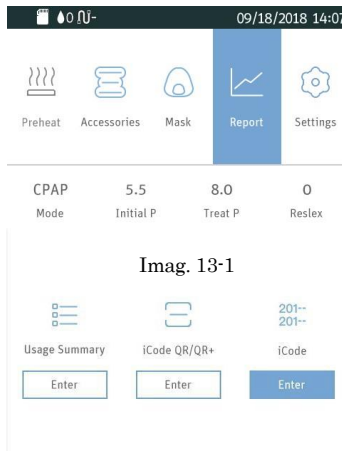 0 09/18/2018 14:07
Preheat Accessories Mask Report Settings
CPAP 5.5 8.0 0
Mode Initial P Treat P Reslex
Imag. 13-1
201--
201--
Usage Summary iCode QR/QR+ iCode
Enter Enter Enter